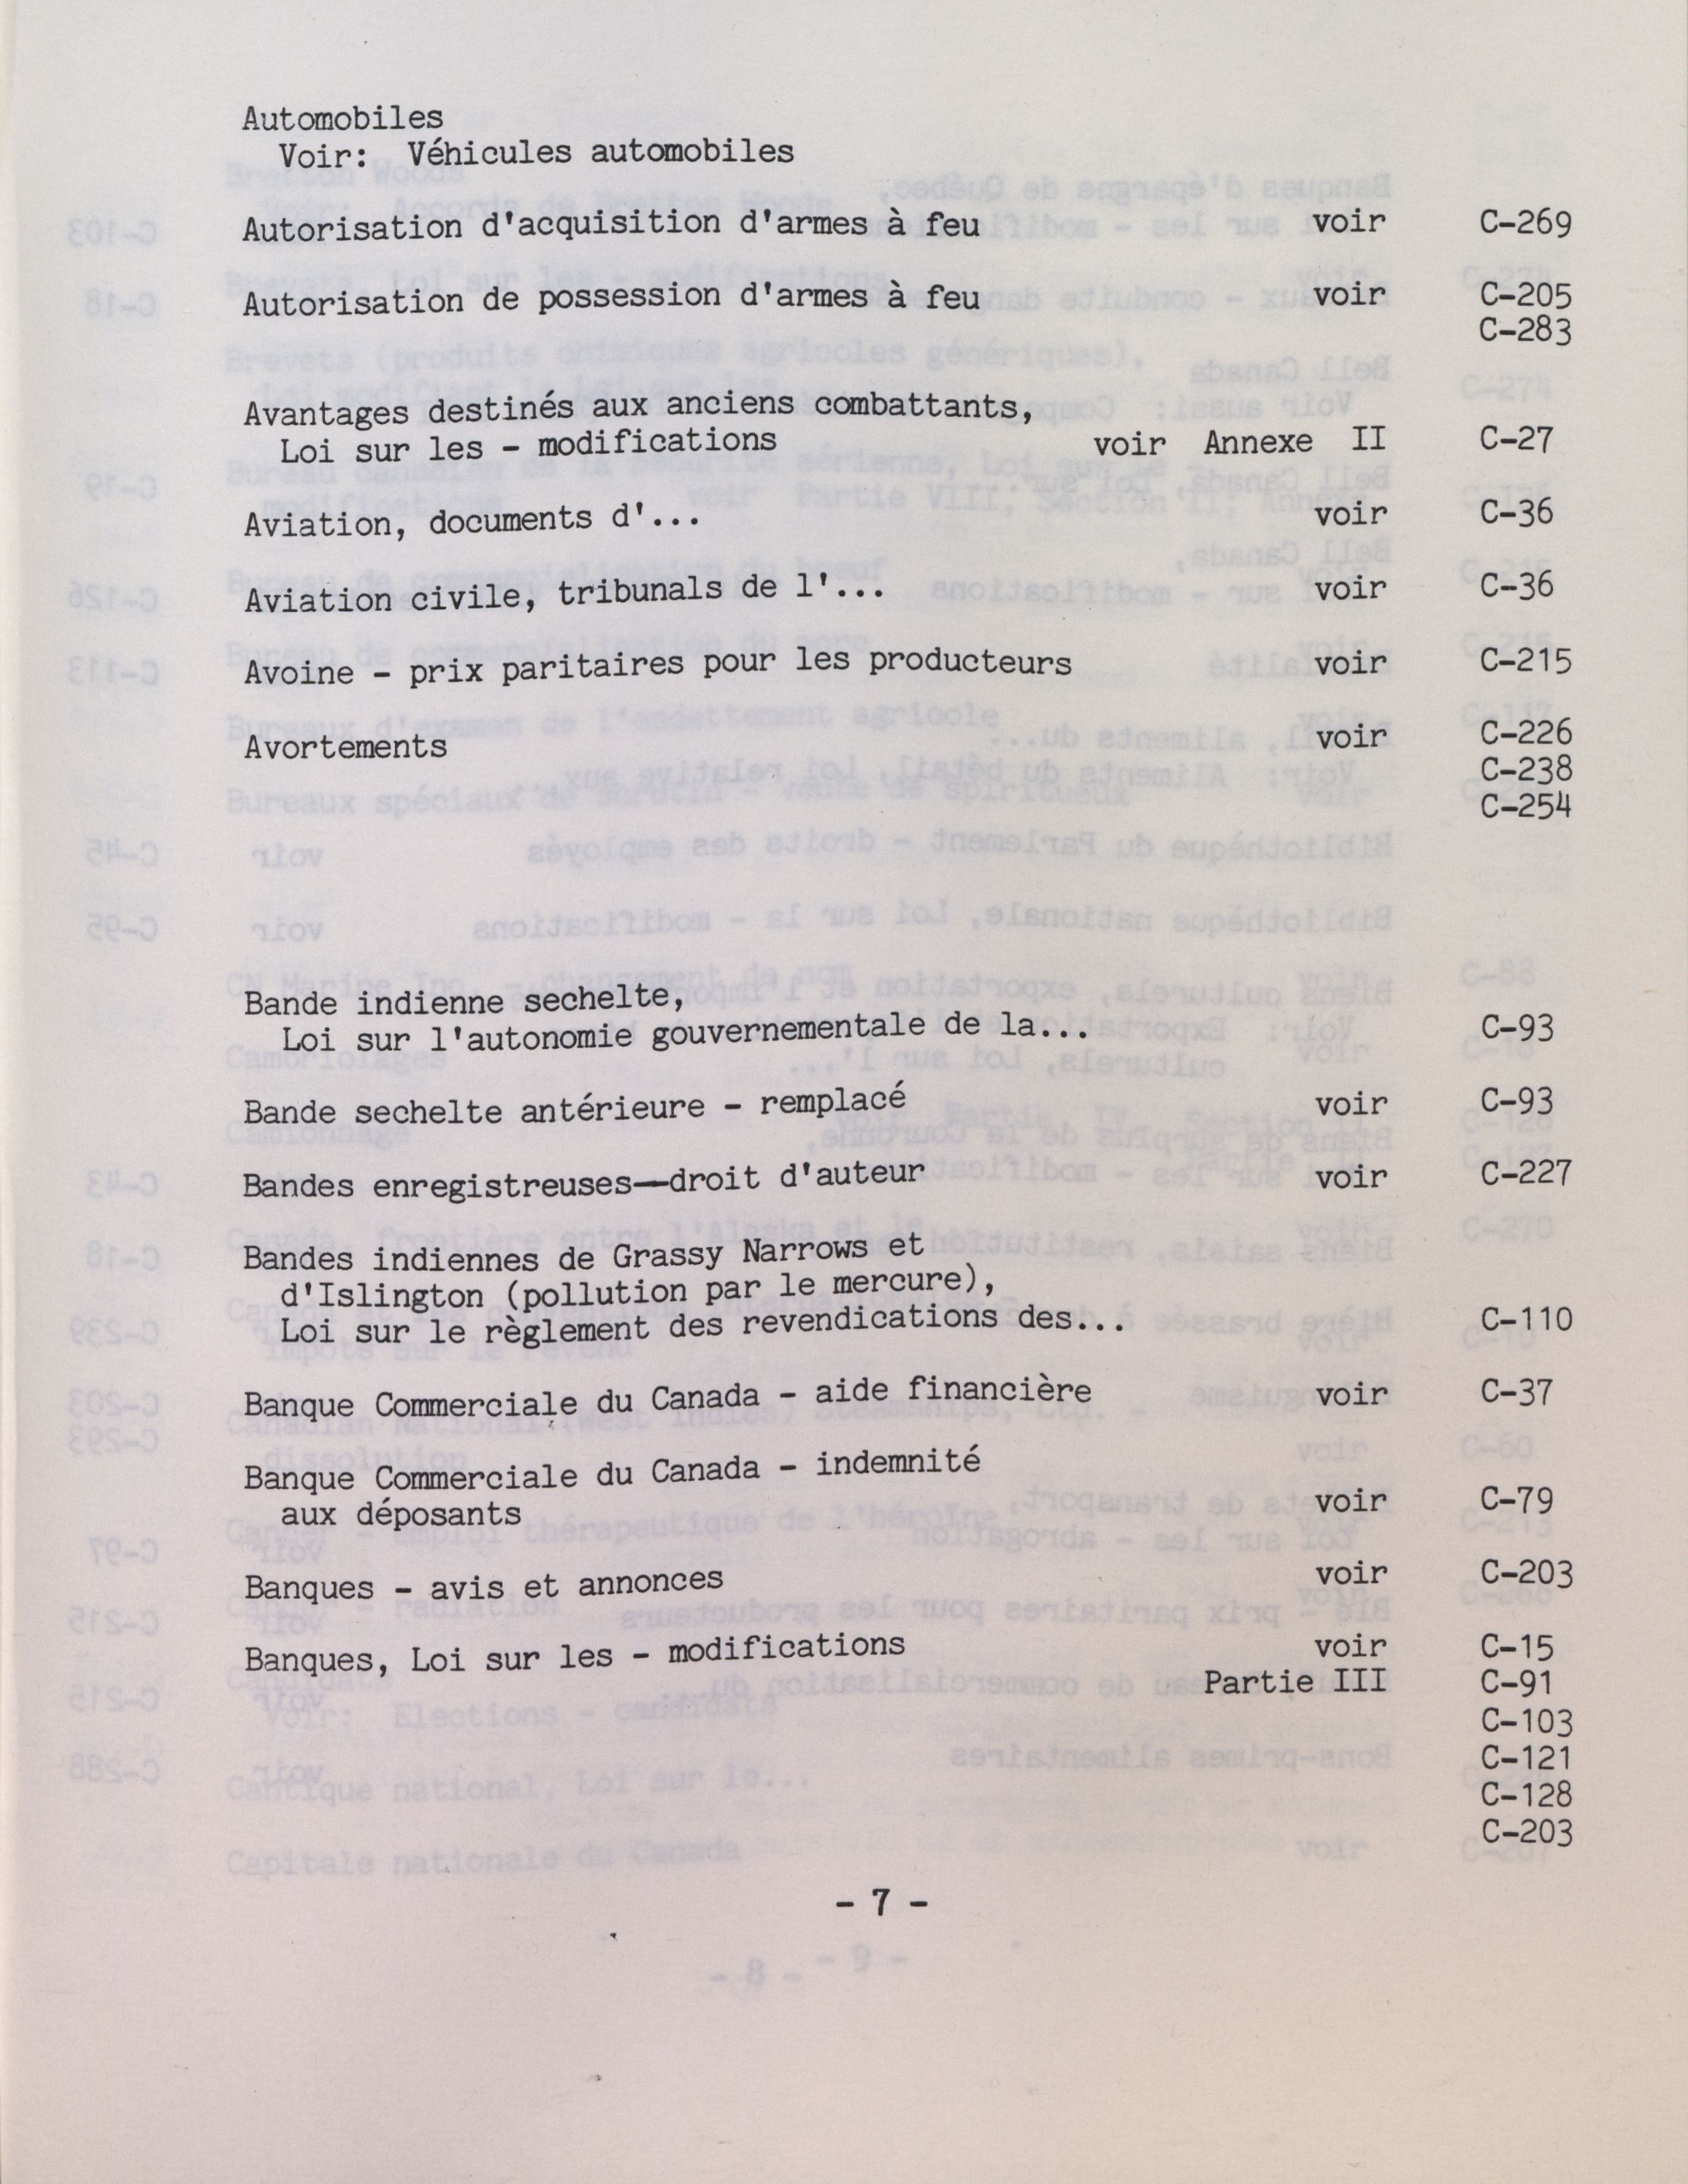 Automobiles
Voir: Véhicules automobiles
Autorisation d'acquisition d'armes à feu voir C-269
Autorisation de possession d'armes à feu voir C-205
C-283
Avantages destinés aux anciens combattants,
Loi sur les - modifications voir Annexe II C-27
Aviation, documents d'... voir C-36
Aviation civile, tribunals de l'... voir C-36
Avoine - prix paritaires pour les producteurs voir C-215
Avortements voir C-226
C-238
C-254
Bande indienne sechelte,
Loi sur l'autonomie gouvernementale de la... C-93
Bande sechelte antérieure - remplacé voir C-93
Bandes enregistreuses—droit d'auteur voir C-227
Bandes indiennes de Grassy Narrows et
d'Islington (pollution par le mercure),
Loi sur le règlement des revendications des... C-110
Banque Commerciale du Canada - aide financière voir C-37
Banque Commerciale du Canada - indemnité
aux déposants voir C-79
Banques - avis et annonces voir C-203
Banques, Loi sur les - modifications voir C-15
Partie III C-91
C-103
C-121
C-128
C-203
- 7 -